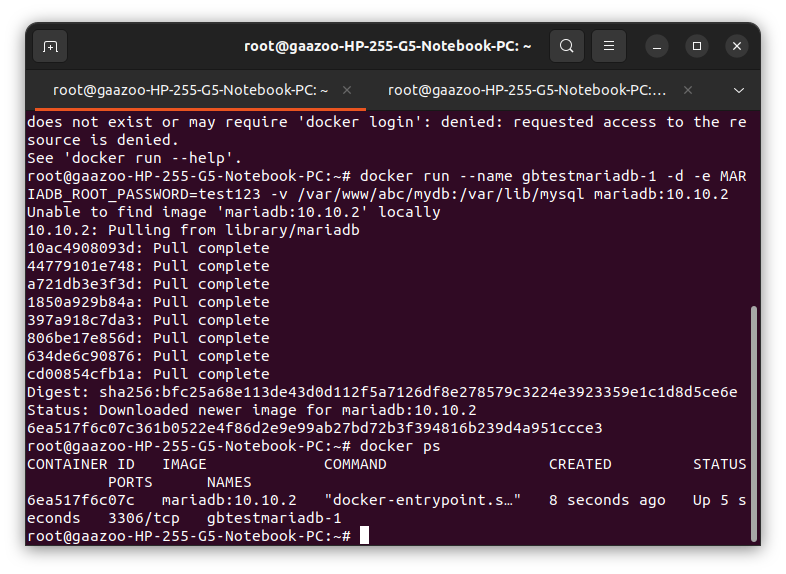 root@gaazoo-HP-255-G5-Notebook-PC: ~
root@gaazoo-HP-255-G5-Notebook-PC: ~
root@gaazoo-HP-255-G5-Notebook-PC:...
does not exist or may require 'docker login': denied: requested access to the re
source is denied.
See 'docker run --help'.
root@gaazoo-HP-255-G5-Notebook-PC:~# docker run --name gbtestmariadb-1 -d -e MAR
IADB_ROOT_PASSWORD=test123 -v /var/www/abc/mydb:/var/lib/mysql mariadb:10.10.2
Unable to find image 'mariadb:10.10.2' locally
10.10.2: Pulling from library/mariadb
10ac4908093d: Pull complete
44779101e748: Pull complete
a721db3e3f3d: Pull complete
1850a929b84a: Pull complete
397a918c7da3: Pull complete
806be17e856d: Pull complete
634de6c90876: Pull complete
cd00854cfb1a: Pull complete
Digest: sha256:bfc25a68e113de43d0d112f5a7126df8e278579c3224e3923359e1c1d8d5ce6e
Status: Downloaded newer image for mariadb:10.10.2
6ea517f6c07c361b0522e4f86d2e9e99ab27bd72b3f394816b239d4a951ccce3
root@gaazoo-HP-255-G5-Notebook-PC:~# docker ps
CONTAINER ID   IMAGE             COMMAND                  CREATED         STATUS
         PORTS      NAMES
6ea517f6c07c   mariadb:10.10.2   "docker-entrypoint.s…"   8 seconds ago   Up 5 s
econds   3306/tcp   gbtestmariadb-1
root@gaazoo-HP-255-G5-Notebook-PC:~#